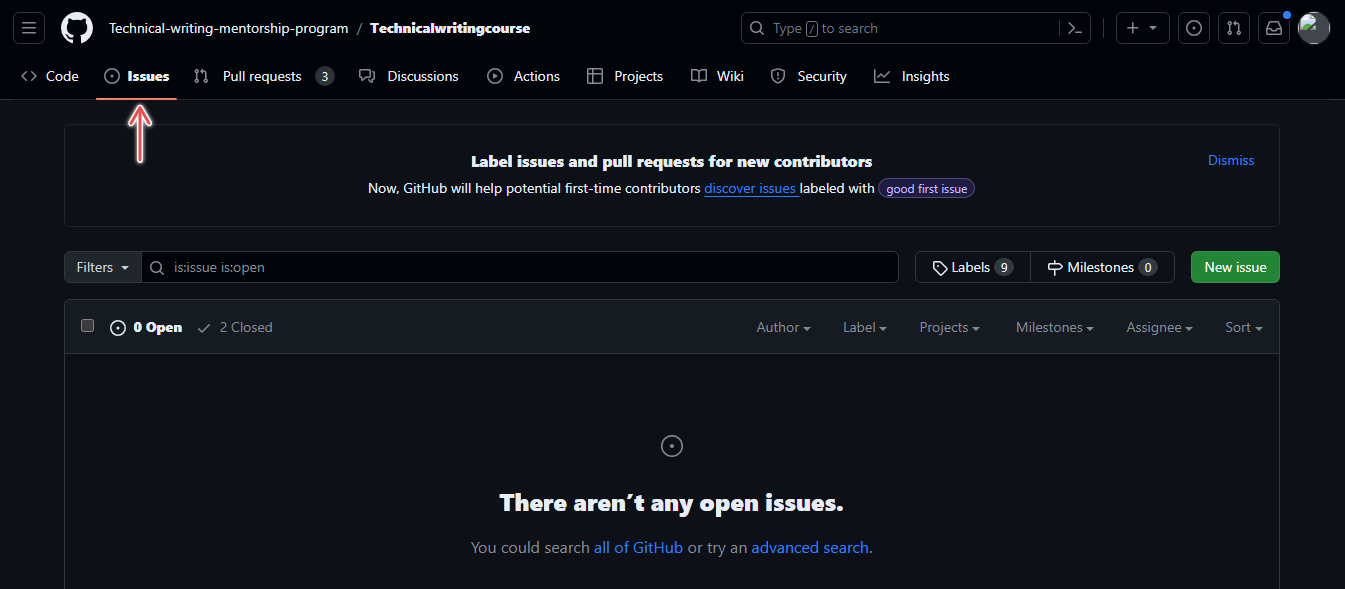 Technical-writing-mentorship-program / Technicalwritingcourse
Type / to search
Code Issues Pull requests 3 Discussions Actions Projects Wiki Security Insights
Label issues and pull requests for new contributors
Dismiss
Now, GitHub will help potential first-time contributors discover issues labeled with good first issue
Filters is:issue is:open Labels 9 Milestones 0 New issue
0 Open 2 Closed Author Label Projects Milestones Assignee Sort
There aren’t any open issues.
You could search all of GitHub or try an advanced search.